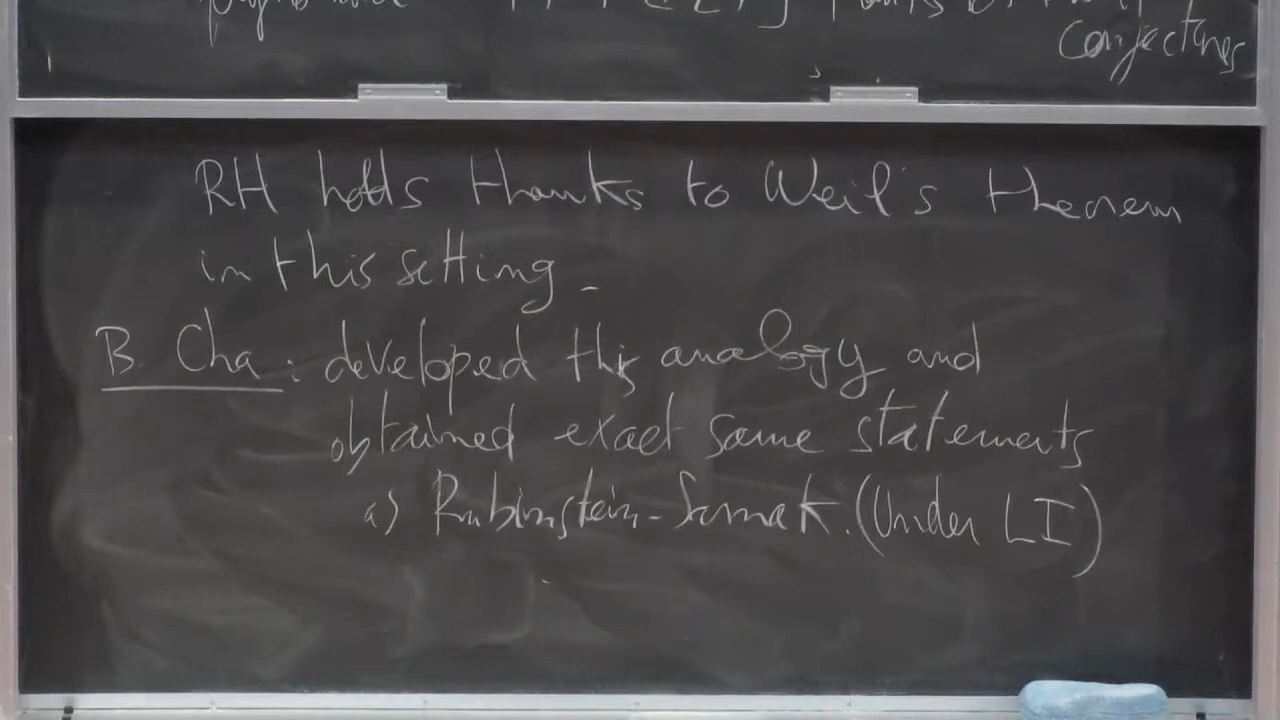 conjectures
RH holds thanks to Weil's theorem
in this setting.
B. Cha: developed this analogy and
obtained exact same statements
as Rubinstein-Sarnak. (Under LI)